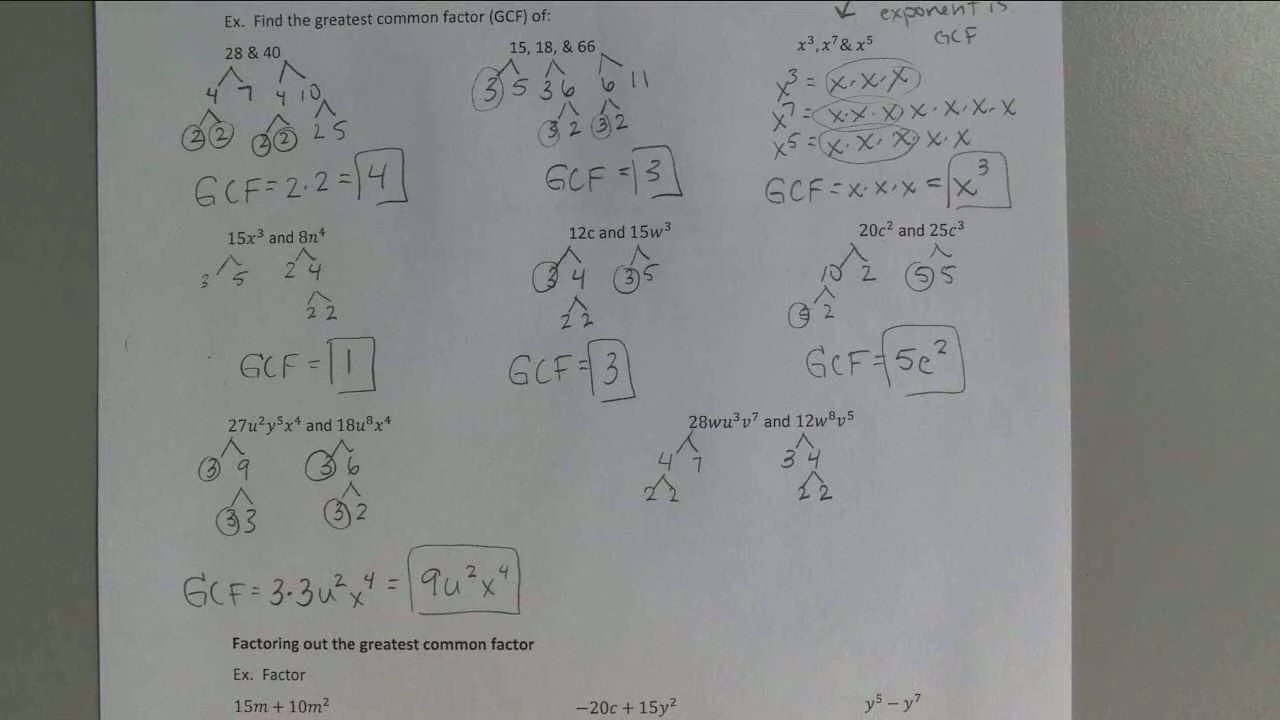 Ex. Find the greatest common factor (GCF) of:
↙ exponent is
GCF
28 & 40
4 7 4 10
2 2 2 2 2 5
GCF = 2·2 = 4
15, 18, & 66
3 5 3 6 6 11
3 2 3 2
GCF = 3
x³, x⁷ & x⁵
x³ = x·x·x
x⁷ = x·x·x x·x·x·x
x⁵ = x·x·x·x·x
GCF = x·x·x = x³
15x³ and 8n⁴
3 5 2 4
2 2
GCF = 1
12c and 15w³
3 4 3 5
2 2
GCF = 3
20c² and 25c³
10 2 5 5
5 2
GCF = 5c²
27u²y⁵x⁴ and 18u⁸x⁴
3 9 3 6
3 3 3 2
GCF = 3·3u²x⁴ = 9u²x⁴
28wu³v⁷ and 12w⁸v⁵
4 7 3 4
2 2 2 2
Factoring out the greatest common factor
Ex. Factor
15m + 10m²
−20c + 15y²
y⁵ − y⁷